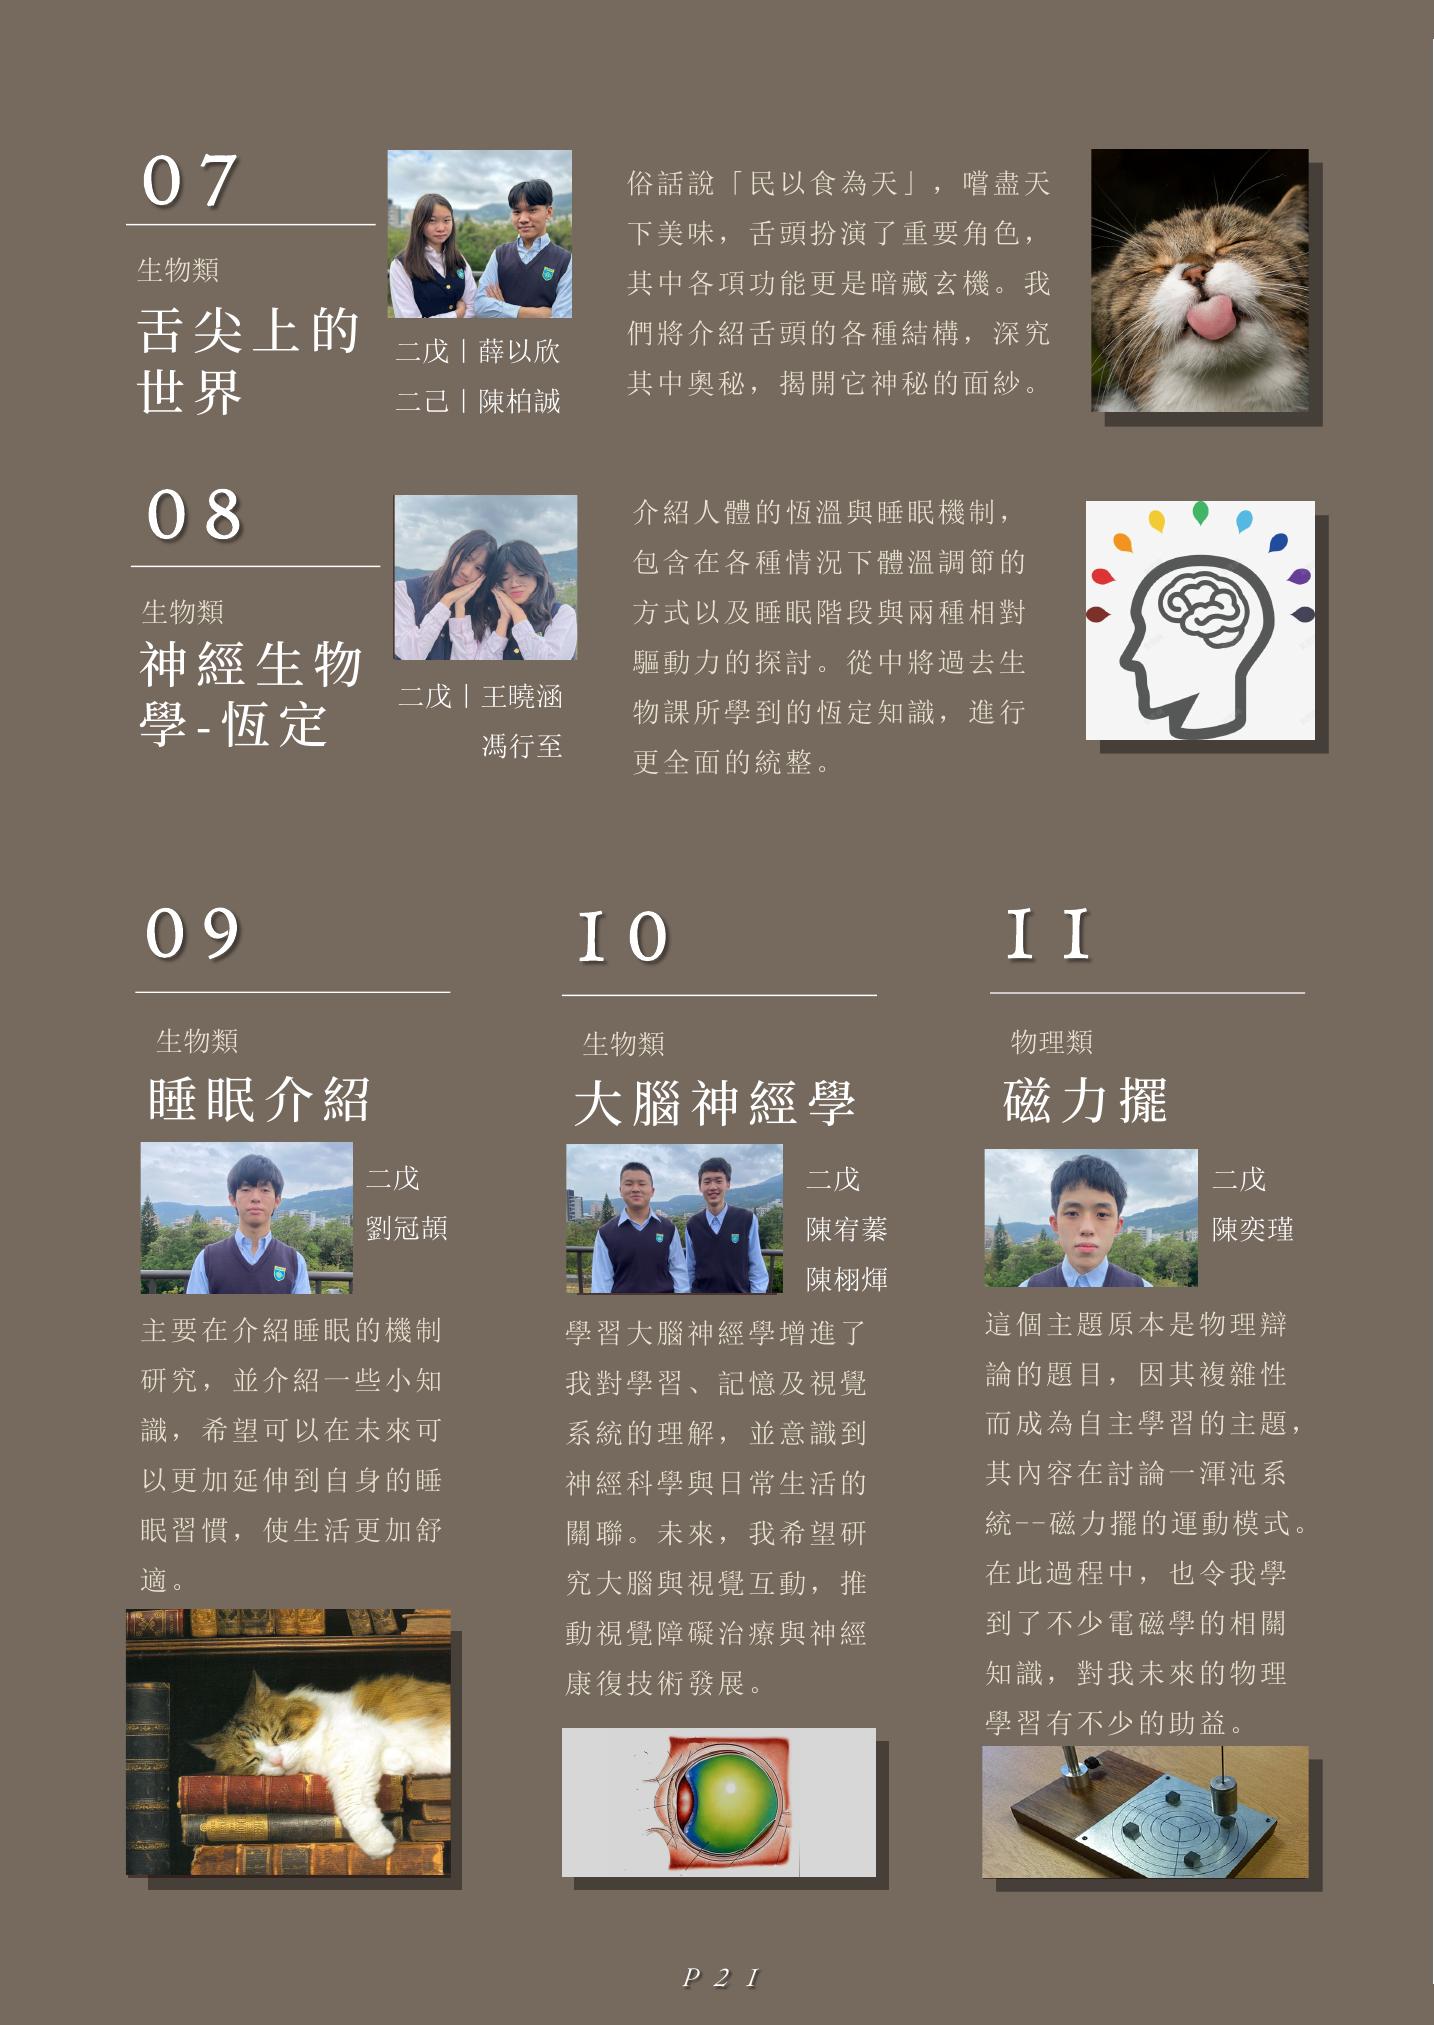 07
生物類
舌尖上的
世界
二戊 | 薛以欣
二己 | 陳柏誠
俗話說「民以食為天」，嚐盡天
下美味，舌頭扮演了重要角色，
其中各項功能更是暗藏玄機。我
們將介紹舌頭的各種結構，深究
其中奧秘，揭開它神秘的面紗。
08
生物類
神經生物
學-恆定
二戊 | 王曉涵
馮行至
介紹人體的恆溫與睡眠機制，
包含在各種情況下體溫調節的
方式以及睡眠階段與兩種相對
驅動力的探討。從中將過去生
物課所學到的恆定知識，進行
更全面的統整。
09
生物類
睡眠介紹
二戊
劉冠頡
主要在介紹睡眠的機制
研究，並介紹一些小知
識，希望可以在未來可
以更加延伸到自身的睡
眠習慣，使生活更加舒
適。
10
生物類
大腦神經學
二戊
陳宥蓁
陳栩煇
學習大腦神經學增進了
我對學習、記憶及視覺
系統的理解，並意識到
神經科學與日常生活的
關聯。未來，我希望研
究大腦與視覺互動，推
動視覺障礙治療與神經
康復技術發展。
11
物理類
磁力擺
二戊
陳奕瑾
這個主題原本是物理辯
論的題目，因其複雜性
而成為自主學習的主題，
其內容在討論一渾沌系
統--磁力擺的運動模式。
在此過程中，也令我學
到了不少電磁學的相關
知識，對我未來的物理
學習有不少的助益。
P21